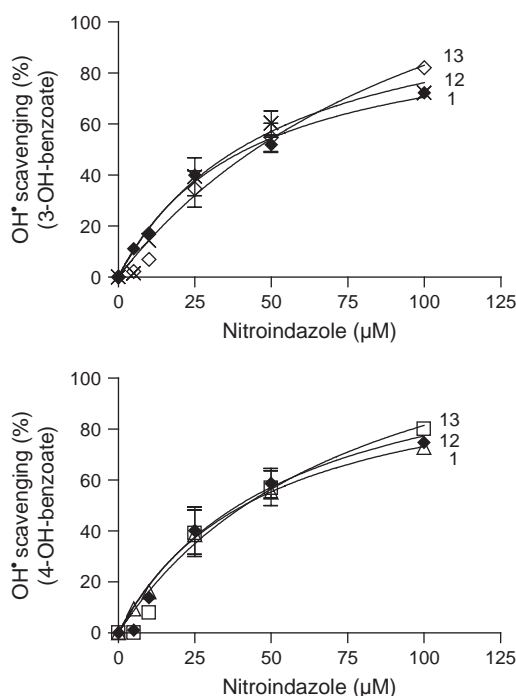 OH• scavenging (%)
(3-OH-benzoate)
100
80
60
40
20
0
13
12
1
0 25 50 75 100 125
Nitroindazole (µM)
OH• scavenging (%)
(4-OH-benzoate)
100
80
60
40
20
0
13
12
1
0 25 50 75 100 125
Nitroindazole (µM)